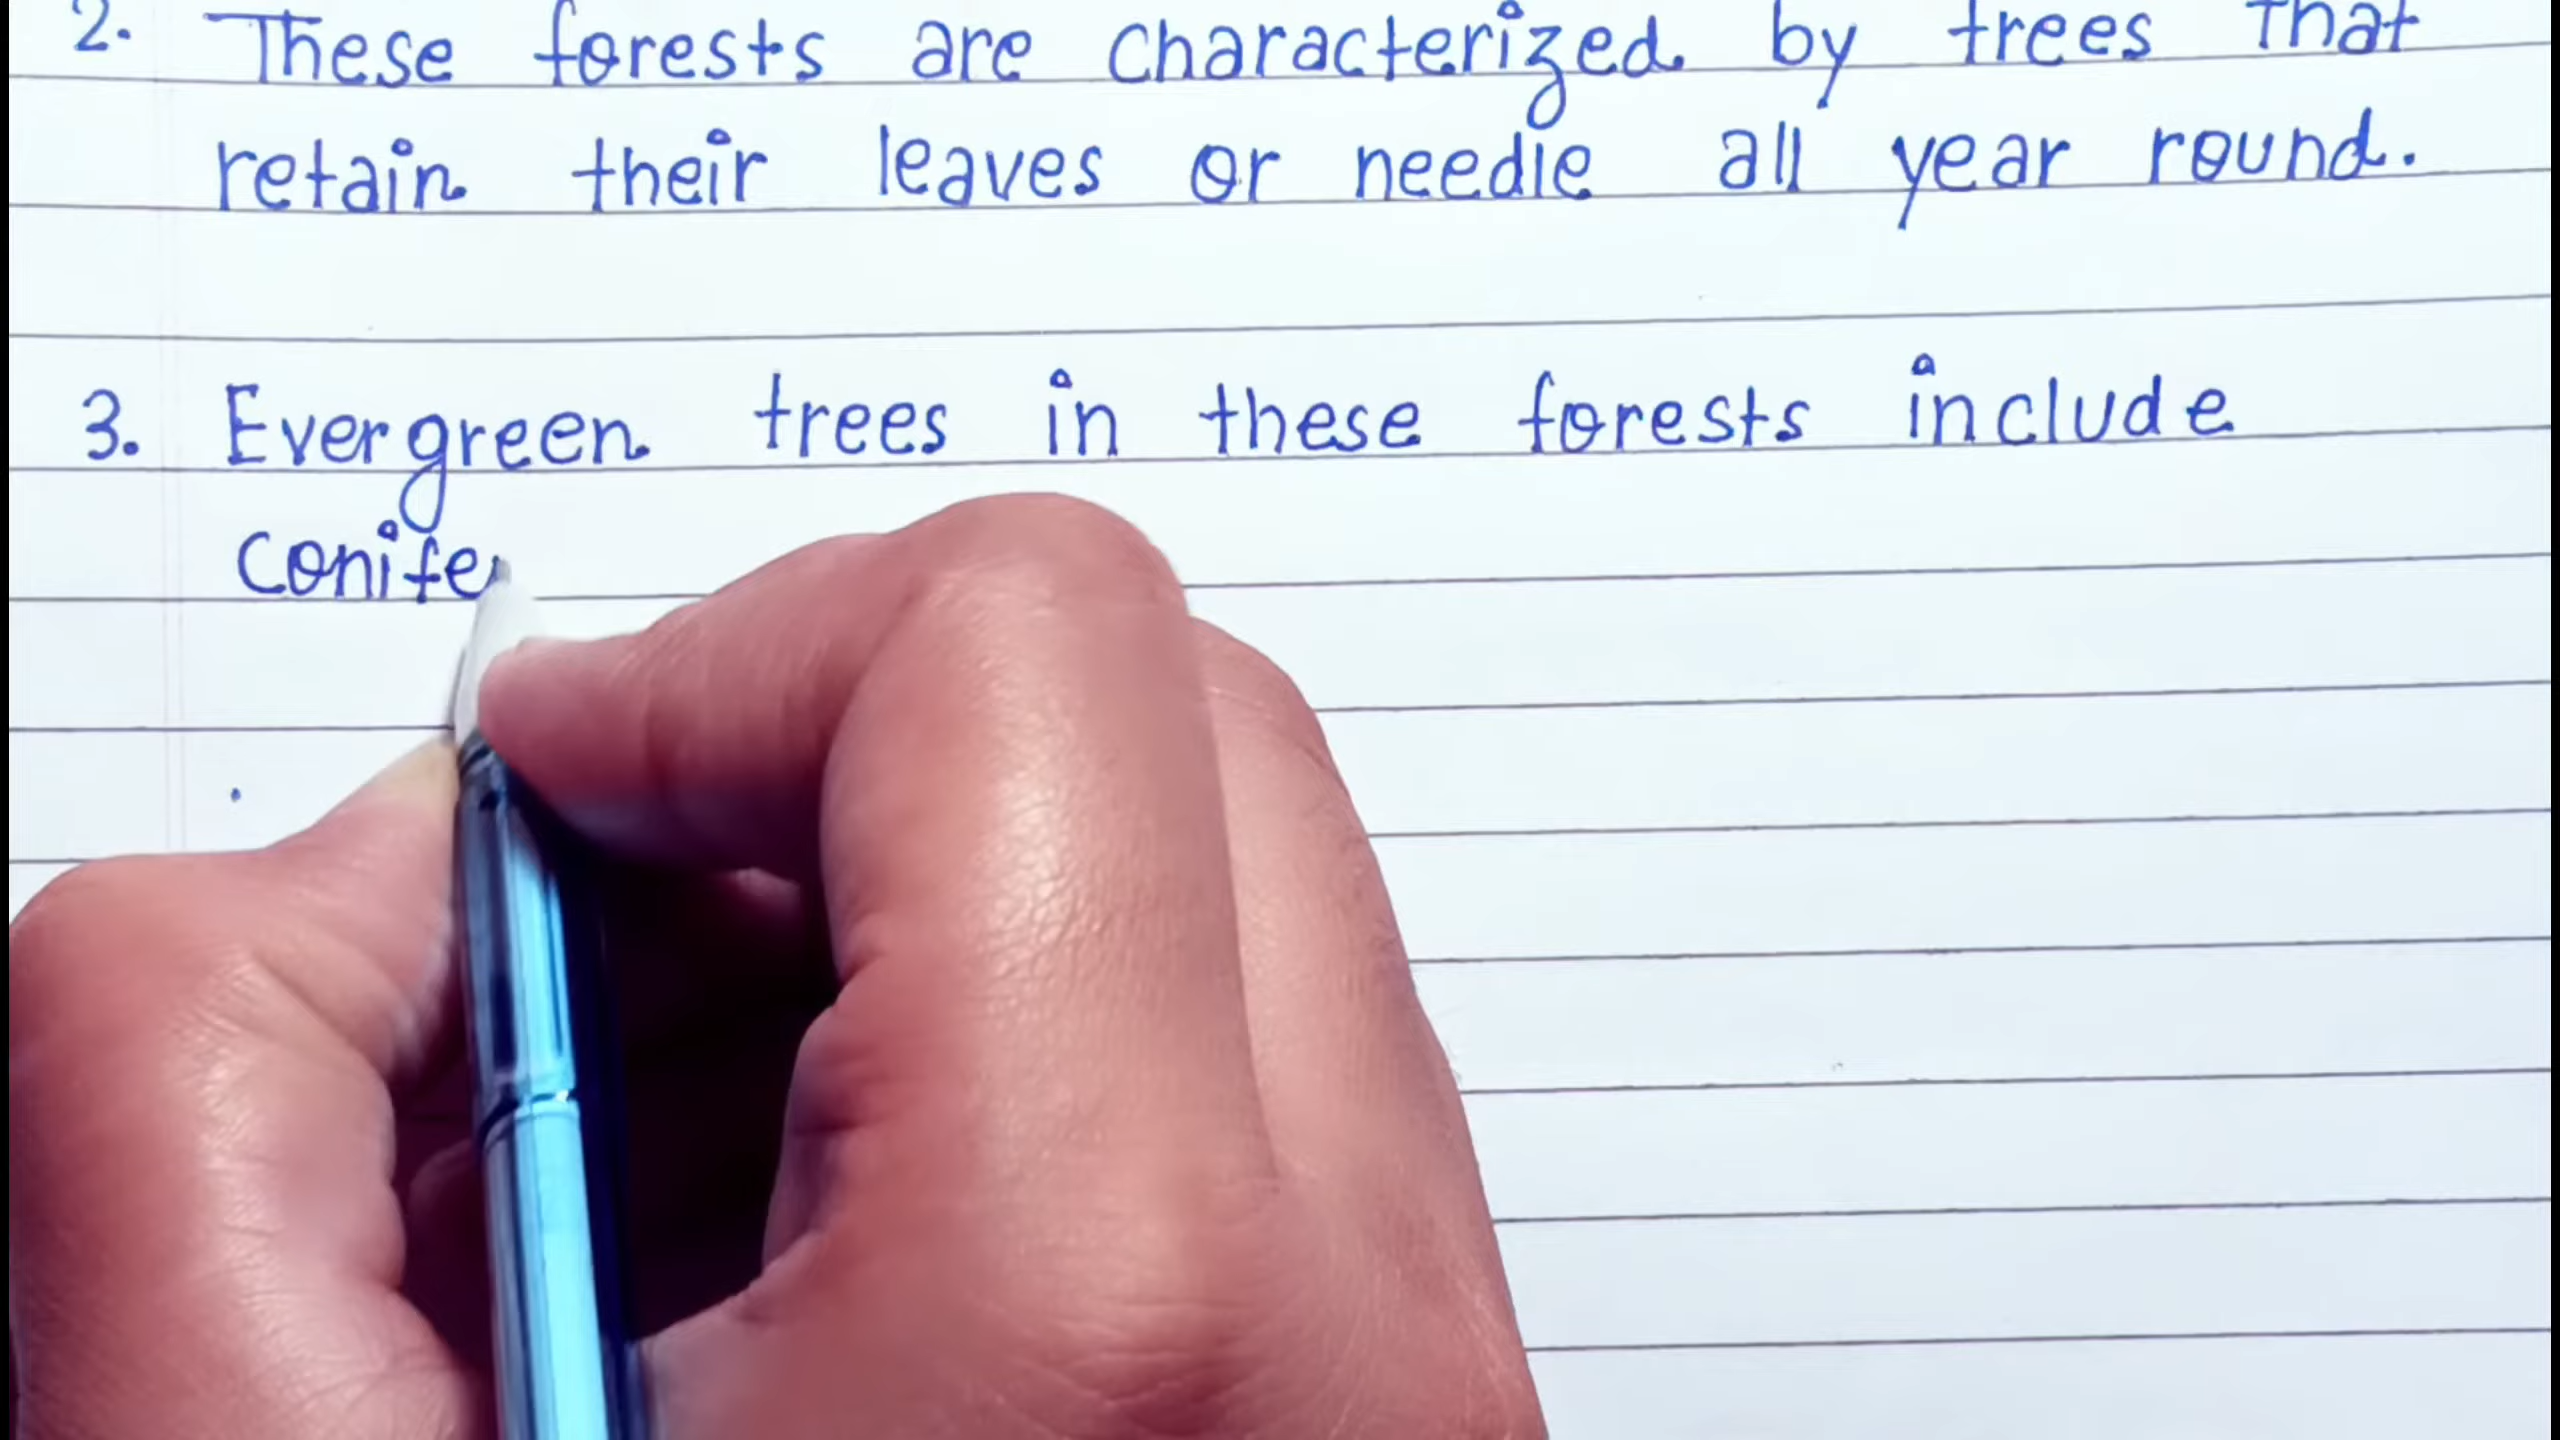 2. These forests are characterized by trees that
retain their leaves or needle all year round.
3. Evergreen trees in these forests include
conife